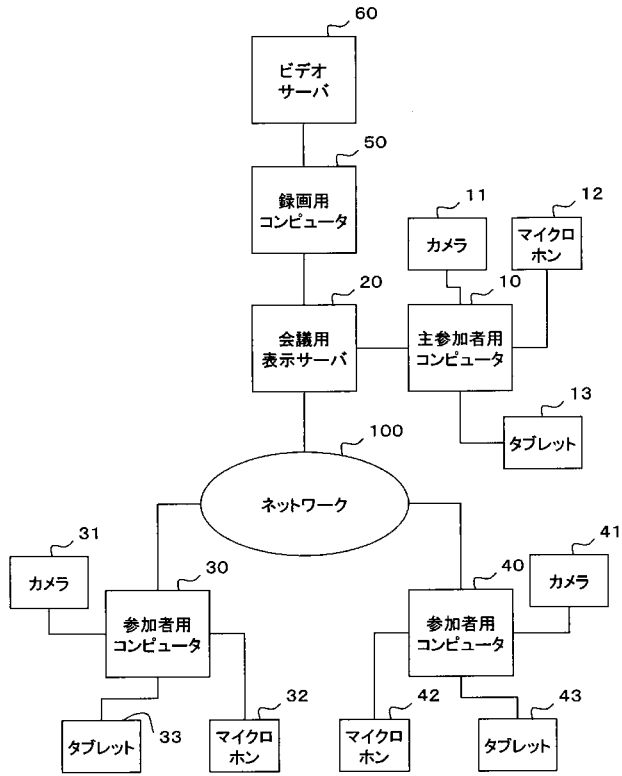 60
ビデオ
サーバ
50
録画用
コンピュータ
11
カメラ
12
マイクロ
ホン
20
会議用
表示サーバ
10
主参加者用
コンピュータ
13
タブレット
100
ネットワーク
31
カメラ
30
参加者用
コンピュータ
40
参加者用
コンピュータ
41
カメラ
33
タブレット
32
マイクロ
ホン
42
マイクロ
ホン
43
タブレット